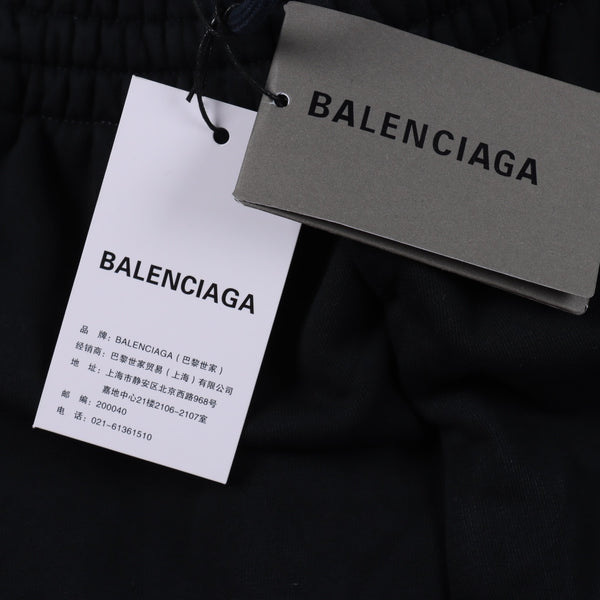 BALENCIAGA
BALENCIAGA
品 牌：BALENCIAGA（巴黎世家）
经销商：巴黎世家贸易（上海）有限公司
地 址：上海市静安区北京西路968号
嘉地中心21楼2106-2107室
邮 编：200040
电 话：021-61361510